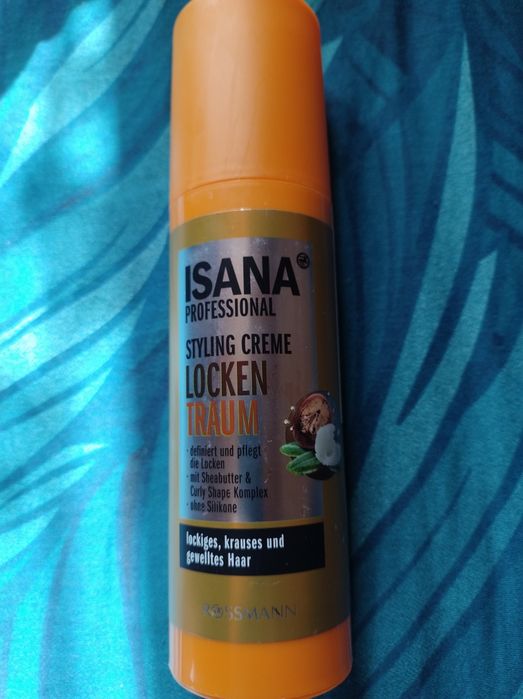 ISANA
PROFESSIONAL
STYLING CREME
LOCKEN
TRAUM
· definiert und pflegt
die Locken
· mit Sheabutter &
Curly Shape Komplex
· ohne Silikone
lockiges, krauses und
gewelltes Haar
ROSSMANN